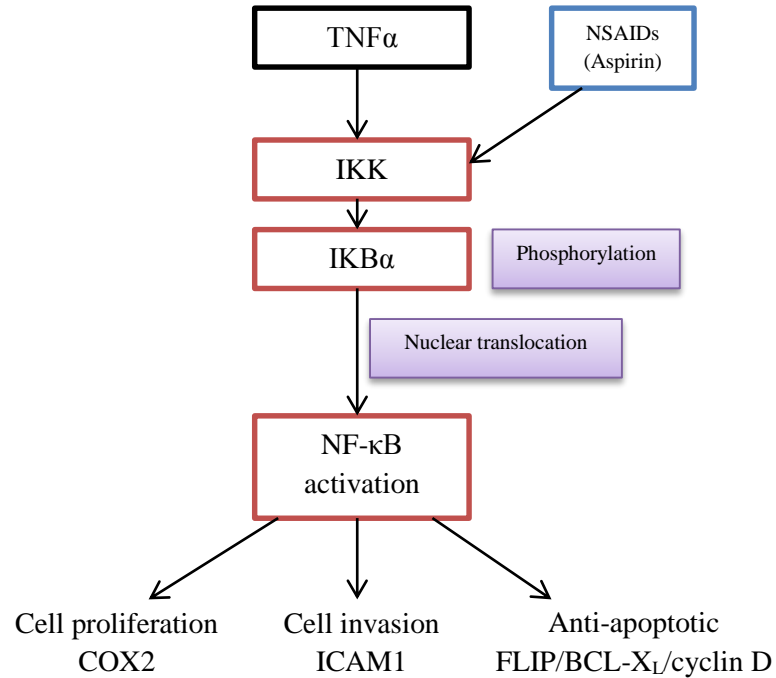 TNFα
NSAIDs
(Aspirin)
IKK
IKBα
Phosphorylation
Nuclear translocation
NF-κB
activation
Cell proliferation
COX2
Cell invasion
ICAM1
Anti-apoptotic
FLIP/BCL-X_L/cyclin D